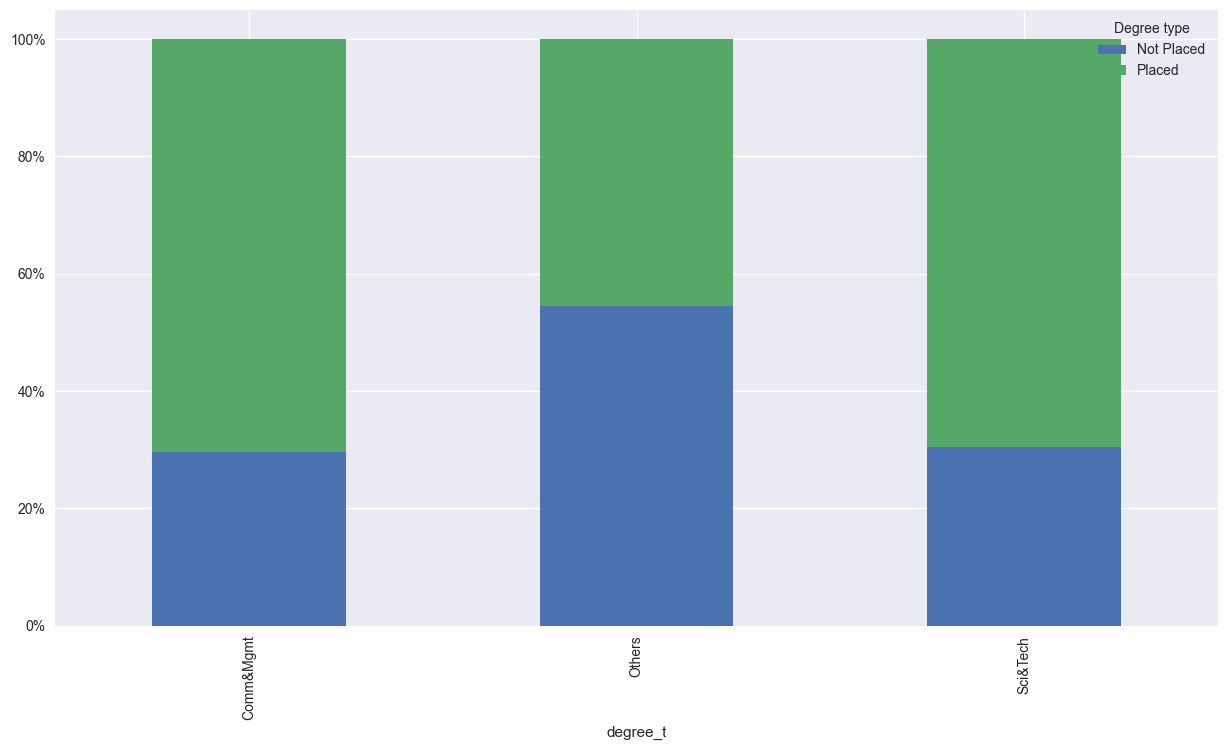 Degree type
Not Placed
Placed
100%
80%
60%
40%
20%
0%
Comm&Mgmt
Others
Sci&Tech
degree_t